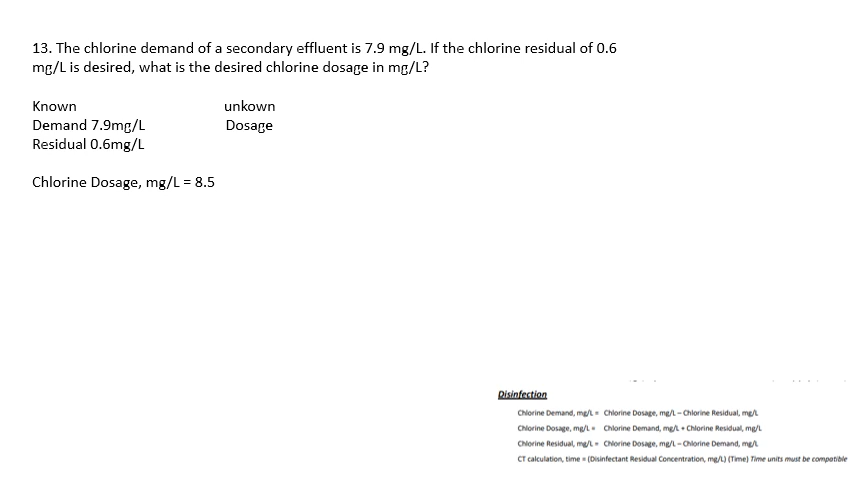 13. The chlorine demand of a secondary effluent is 7.9 mg/L. If the chlorine residual of 0.6
mg/L is desired, what is the desired chlorine dosage in mg/L?
Known unkown
Demand 7.9mg/L Dosage
Residual 0.6mg/L
Chlorine Dosage, mg/L = 8.5
Disinfection
Chlorine Demand, mg/L = Chlorine Dosage, mg/L – Chlorine Residual, mg/L
Chlorine Dosage, mg/L = Chlorine Demand, mg/L + Chlorine Residual, mg/L
Chlorine Residual, mg/L = Chlorine Dosage, mg/L – Chlorine Demand, mg/L
CT calculation, time = (Disinfectant Residual Concentration, mg/L) (Time) Time units must be compatible